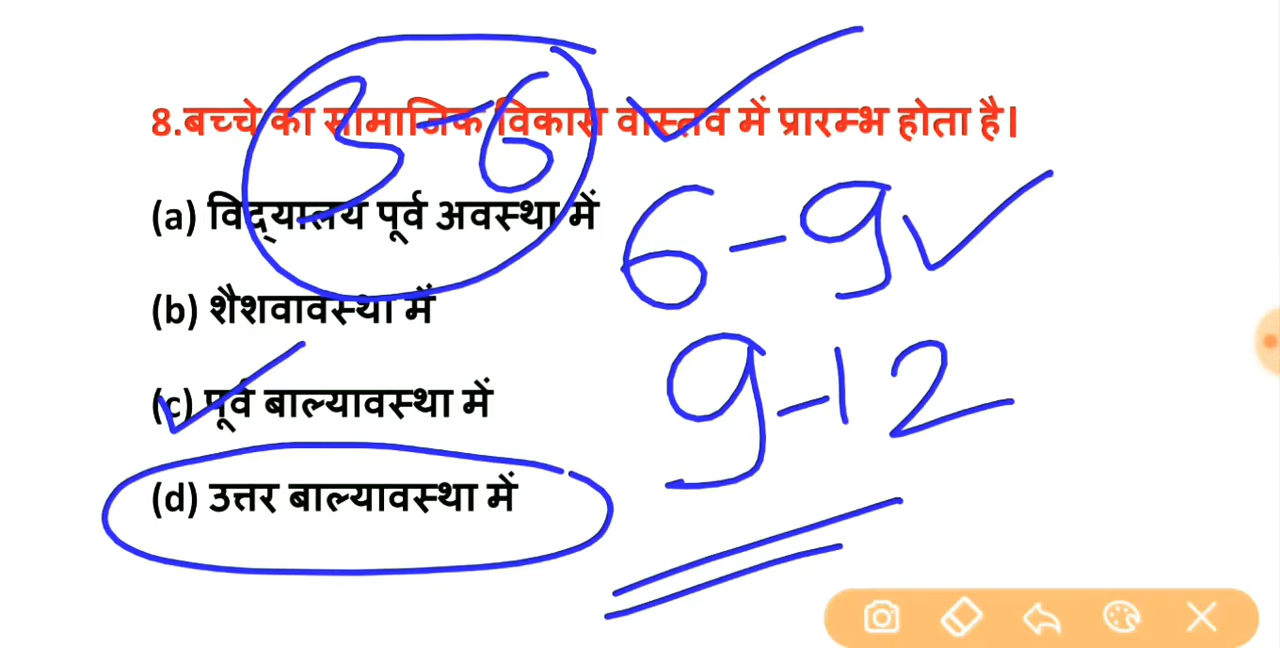 8.बच्चे का सामाजिक विकास वास्तव में प्रारम्भ होता है।
3-6
(a) विद्यालय पूर्व अवस्था में
6-9
(b) शैशवावस्था में
9-12
(c) पूर्व बाल्यावस्था में
(d) उत्तर बाल्यावस्था में